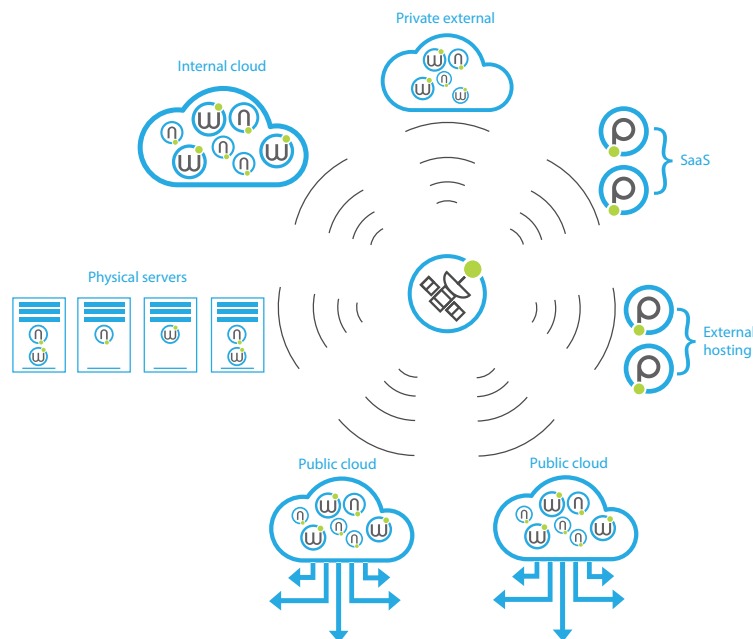 Private external
Internal cloud
SaaS
Physical servers
External
hosting
Public cloud
Public cloud